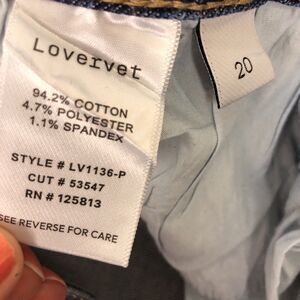 Lovervet
94.2% COTTON
4.7% POLYESTER
1.1% SPANDEX
STYLE # LV1136-P
CUT # 53547
RN # 125813
SEE REVERSE FOR CARE
20